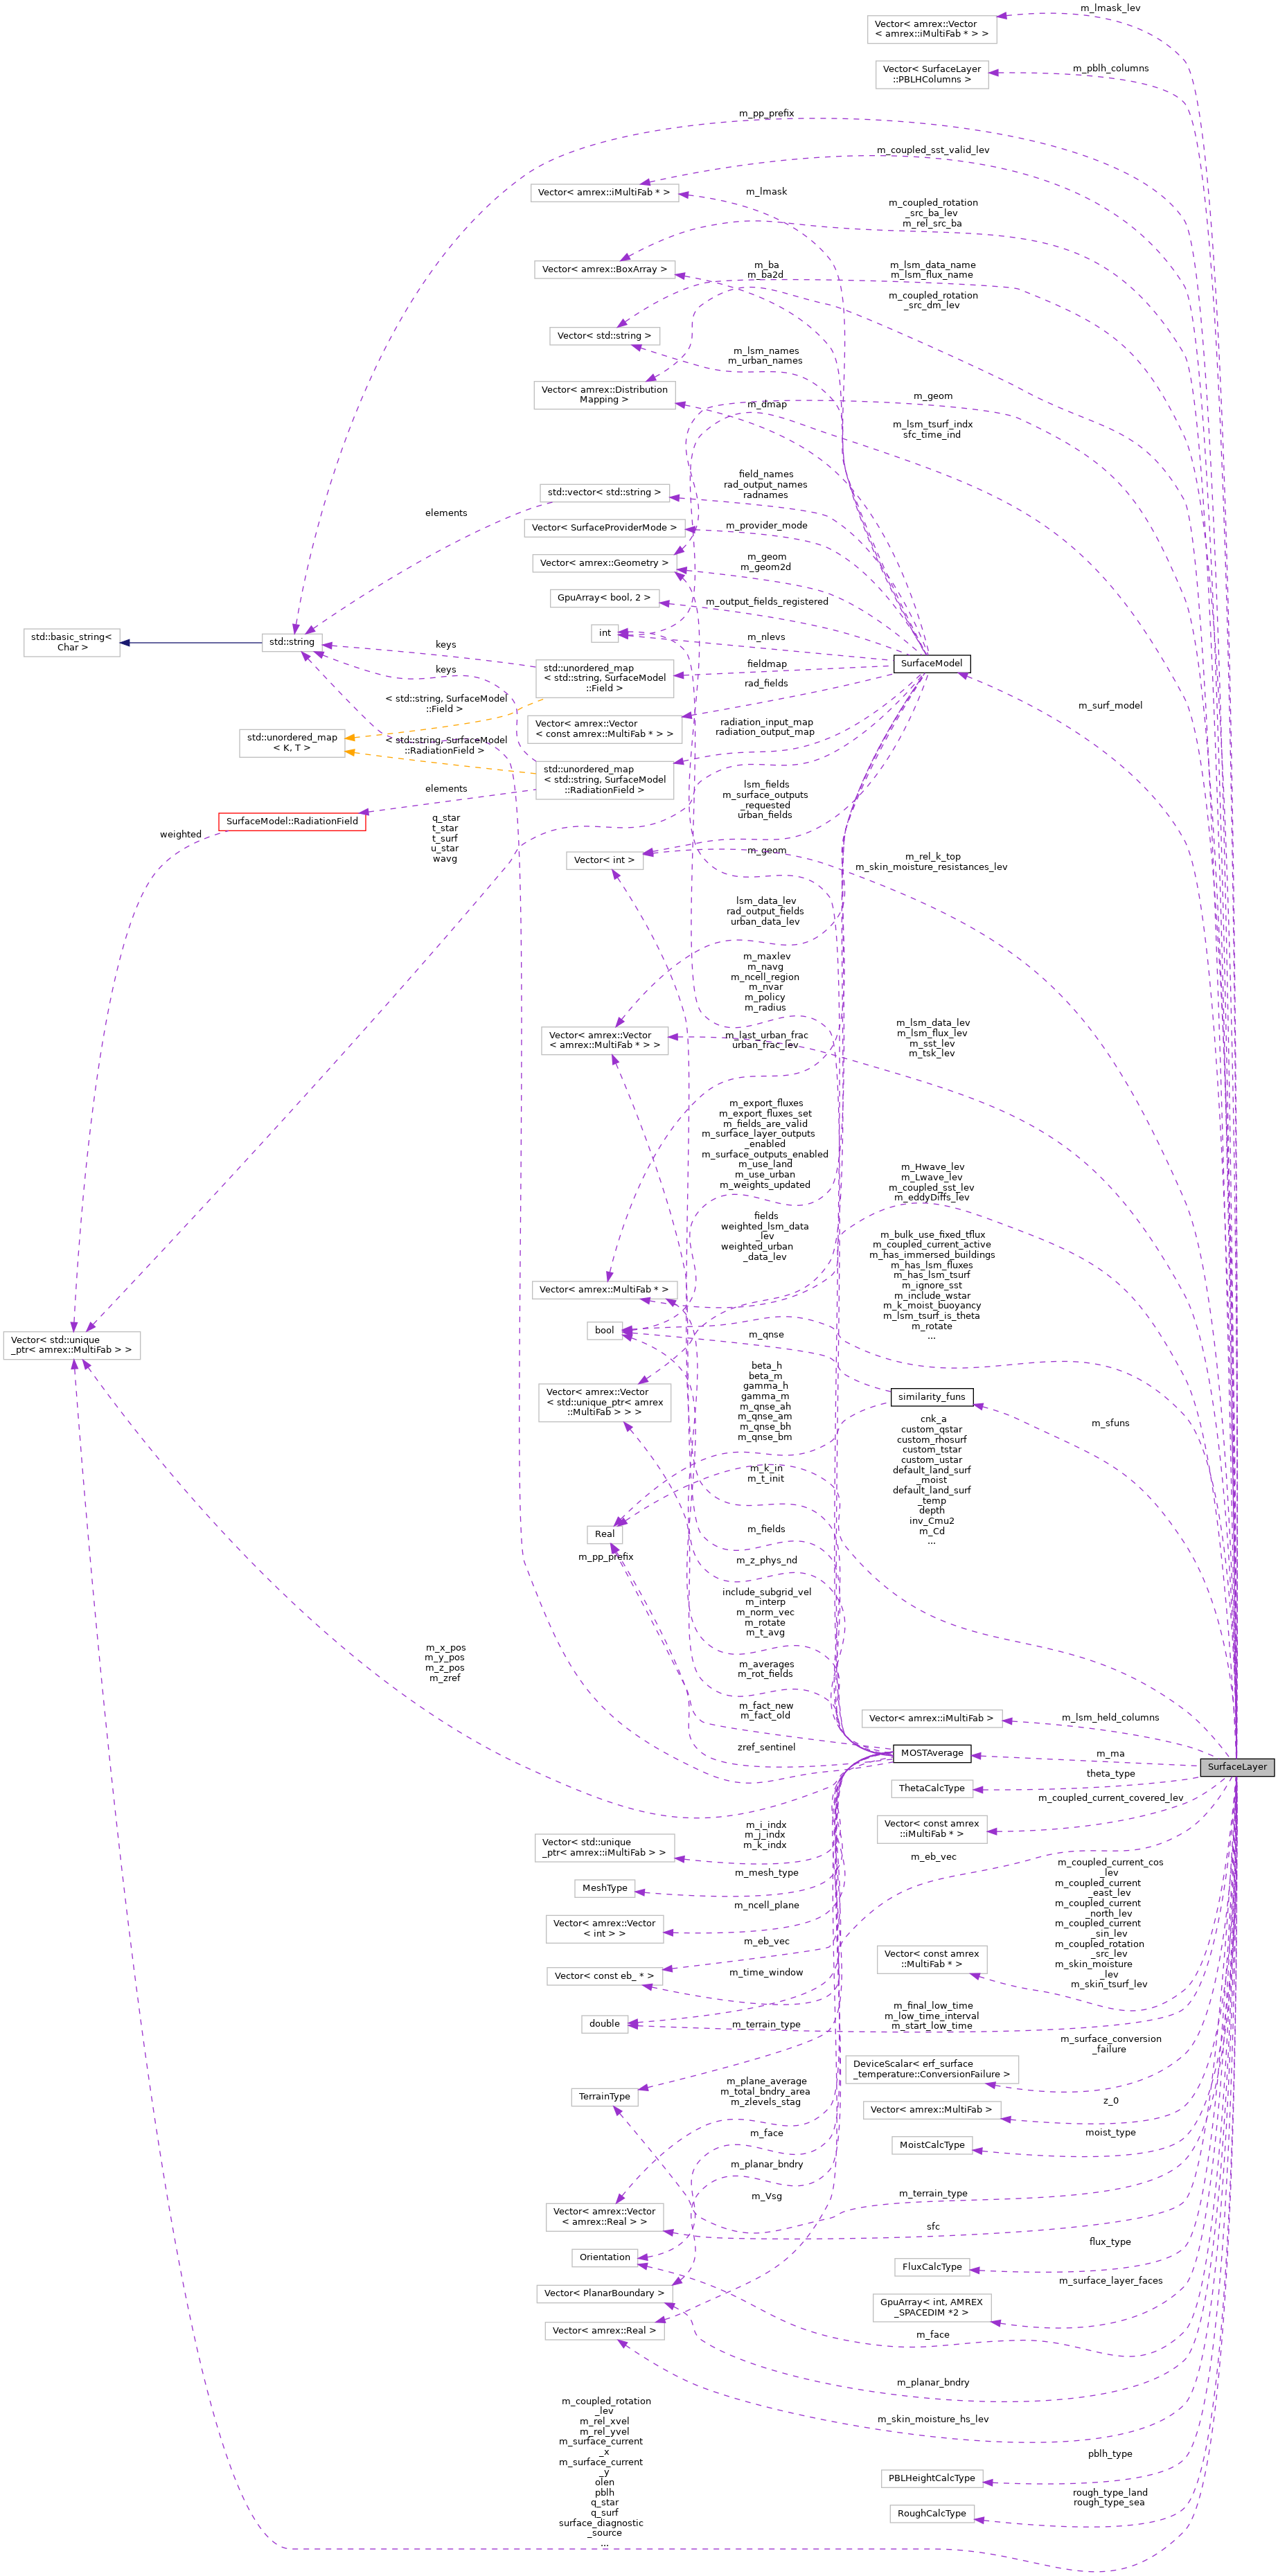 m_lmask_lev
Vector< amrex::Vector
< amrex::iMultiFab * > >
m_pblh_columns
Vector< SurfaceLayer
::PBLHColumns >
m_pp_prefix
m_coupled_sst_valid_lev
Vector< amrex::iMultiFab * >
m_lmask
m_coupled_rotation
_src_ba_lev
m_rel_src_ba
Vector< amrex::BoxArray >
m_ba
m_ba2d
m_lsm_data_name
m_lsm_flux_name
m_coupled_rotation
_src_dm_lev
Vector< std::string >
m_lsm_names
m_urban_names
Vector< amrex::Distribution
Mapping >
m_dmap
m_geom
m_lsm_tsurf_indx
sfc_time_ind
field_names
rad_output_names
radnames
std::vector< std::string >
elements
Vector< SurfaceProviderMode >
m_provider_mode
Vector< amrex::Geometry >
m_geom
m_geom2d
GpuArray< bool, 2 >
m_output_fields_registered
int
m_nlevs
std::basic_string<
Char >
std::string
keys
keys
std::unordered_map
< std::string, SurfaceModel
::Field >
fieldmap
SurfaceModel
rad_fields
m_surf_model
< std::string, SurfaceModel
::Field >
Vector< amrex::Vector
< const amrex::MultiFab * > >
std::unordered_map
< K, T >
< std::string, SurfaceModel
::RadiationField >
radiation_input_map
radiation_output_map
std::unordered_map
< std::string, SurfaceModel
::RadiationField >
elements
SurfaceModel::RadiationField
weighted
q_star
t_star
t_surf
u_star
wavg
lsm_fields
m_surface_outputs
_requested
urban_fields
Vector< int >
m_geom
m_rel_k_top
m_skin_moisture_resistances_lev
lsm_data_lev
rad_output_fields
urban_data_lev
m_maxlev
m_navg
m_ncell_region
m_nvar
m_policy
m_radius
Vector< amrex::Vector
< amrex::MultiFab * > >
m_last_urban_frac
urban_frac_lev
m_lsm_data_lev
m_lsm_flux_lev
m_sst_lev
m_tsk_lev
m_export_fluxes
m_export_fluxes_set
m_fields_are_valid
m_surface_layer_outputs
_enabled
m_surface_outputs_enabled
m_use_land
m_use_urban
m_weights_updated
m_Hwave_lev
m_Lwave_lev
m_coupled_sst_lev
m_eddyDiffs_lev
fields
weighted_lsm_data
_lev
weighted_urban
_data_lev
m_bulk_use_fixed_tflux
m_coupled_current_active
m_has_immersed_buildings
m_has_lsm_fluxes
m_has_lsm_tsurf
m_ignore_sst
m_include_wstar
m_k_moist_buoyancy
m_lsm_tsurf_is_theta
m_rotate
...
Vector< amrex::MultiFab * >
bool
m_qnse
Vector< std::unique
_ptr< amrex::MultiFab > >
Vector< amrex::Vector
< std::unique_ptr< amrex
::MultiFab > > >
beta_h
beta_m
gamma_h
gamma_m
m_qnse_ah
m_qnse_am
m_qnse_bh
m_qnse_bm
similarity_funs
m_sfuns
cnk_a
custom_qstar
custom_rhosurf
custom_tstar
custom_ustar
default_land_surf
_moist
default_land_surf
_temp
depth
inv_Cmu2
m_Cd
...
m_k_in
m_t_init
Real
m_pp_prefix
m_fields
m_z_phys_nd
include_subgrid_vel
m_interp
m_norm_vec
m_rotate
m_t_avg
m_x_pos
m_y_pos
m_z_pos
m_zref
m_averages
m_rot_fields
m_fact_new
m_fact_old
zref_sentinel
Vector< amrex::iMultiFab >
m_lsm_held_columns
MOSTAverage
m_ma
SurfaceLayer
theta_type
ThetaCalcType
m_coupled_current_covered_lev
Vector< const amrex
::iMultiFab * >
m_i_indx
m_j_indx
m_k_indx
Vector< std::unique
_ptr< amrex::iMultiFab > >
m_eb_vec
m_mesh_type
MeshType
m_coupled_current_cos
_lev
m_coupled_current
_east_lev
m_coupled_current
_north_lev
m_coupled_current
_sin_lev
m_coupled_rotation
_src_lev
m_skin_moisture
_lev
m_skin_tsurf_lev
m_ncell_plane
Vector< amrex::Vector
< int > >
m_eb_vec
Vector< const amrex
::MultiFab * >
Vector< const eb_ * >
m_time_window
double
m_final_low_time
m_low_time_interval
m_start_low_time
m_terrain_type
m_surface_conversion
_failure
DeviceScalar< erf_surface
_temperature::ConversionFailure >
TerrainType
m_plane_average
m_total_bndry_area
m_zlevels_stag
z_0
Vector< amrex::MultiFab >
m_face
moist_type
MoistCalcType
m_planar_bndry
m_Vsg
m_terrain_type
Vector< amrex::Vector
< amrex::Real > >
sfc
flux_type
Orientation
FluxCalcType
m_surface_layer_faces
Vector< PlanarBoundary >
GpuArray< int, AMREX
_SPACEDIM *2 >
Vector< amrex::Real >
m_face
m_planar_bndry
m_skin_moisture_hs_lev
m_coupled_rotation
_lev
m_rel_xvel
m_rel_yvel
m_surface_current
_x
m_surface_current
_y
olen
pblh
q_star
q_surf
surface_diagnostic
_source
...
pblh_type
PBLHeightCalcType
rough_type_land
rough_type_sea
RoughCalcType